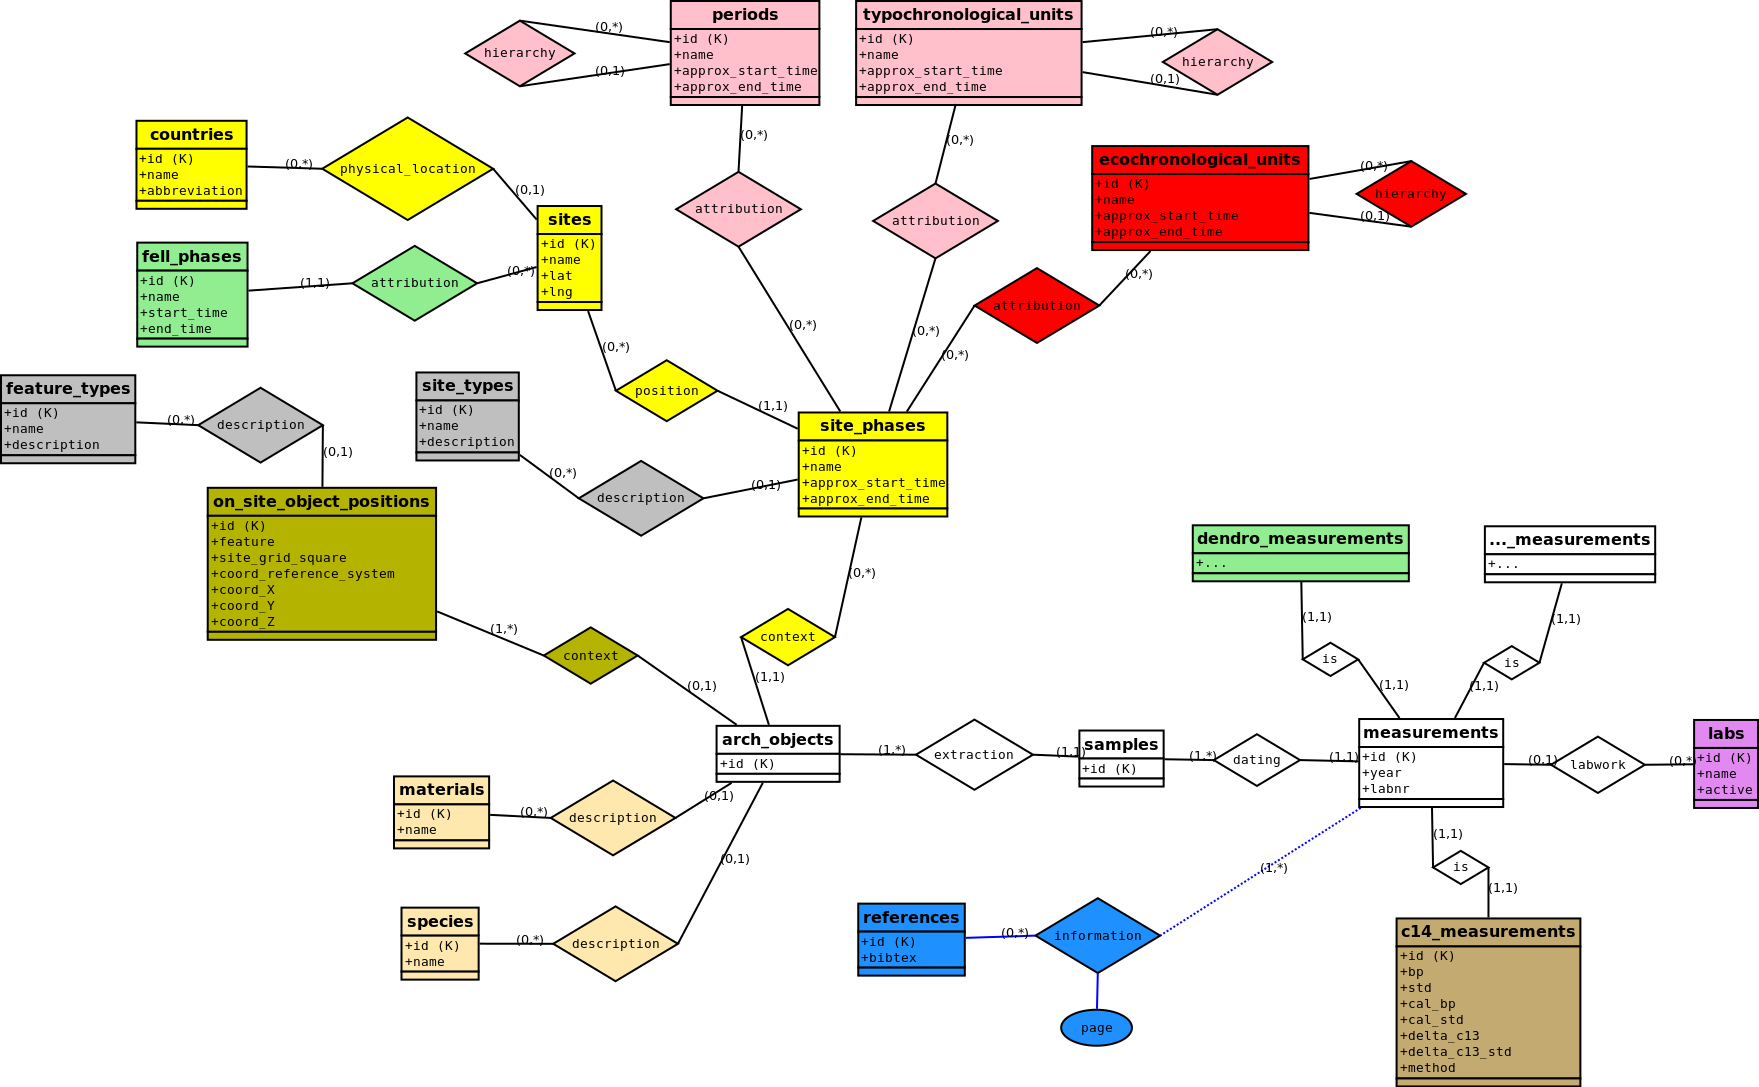 periods
+id (K)
+name
+approx_start_time
+approx_end_time
hierarchy
(0,*)
(0,1)
typochronological_units
+id (K)
+name
+approx_start_time
+approx_end_time
(0,*)
(0,1)
hierarchy
countries
+id (K)
+name
+abbreviation
(0,*)
physical_location
(0,1)
(0,*)
attribution
(0,*)
(0,*)
attribution
(0,*)
ecochronological_units
+id (K)
+name
+approx_start_time
+approx_end_time
(0,*)
(0,1)
hierarchy
(0,*)
attribution
(0,*)
sites
+id (K)
+name
+lat
+lng
fell_phases
+id (K)
+name
+start_time
+end_time
(1,1)
attribution
(0,*)
(0,*)
position
(1,1)
feature_types
+id (K)
+name
+description
(0,*)
description
(0,1)
site_types
+id (K)
+name
+description
(0,*)
description
(0,1)
site_phases
+id (K)
+name
+approx_start_time
+approx_end_time
on_site_object_positions
+id (K)
+feature
+site_grid_square
+coord_reference_system
+coord_X
+coord_Y
+coord_Z
(1,*)
context
(0,1)
(0,*)
context
(1,1)
dendro_measurements
+...
(1,1)
is
(1,1)
..._measurements
+...
(1,1)
is
(1,1)
arch_objects
+id (K)
(1,*)
extraction
(1,1)
samples
+id (K)
(1,*)
dating
(1,1)
measurements
+id (K)
+year
+labnr
(0,1)
labwork
(0,*)
labs
+id (K)
+name
+active
materials
+id (K)
+name
(0,*)
description
(0,1)
species
+id (K)
+name
(0,*)
description
(0,1)
(1,1)
is
(1,1)
references
+id (K)
+bibtex
(0,*)
information
(1,*)
page
c14_measurements
+id (K)
+bp
+std
+cal_bp
+cal_std
+delta_c13
+delta_c13_std
+method